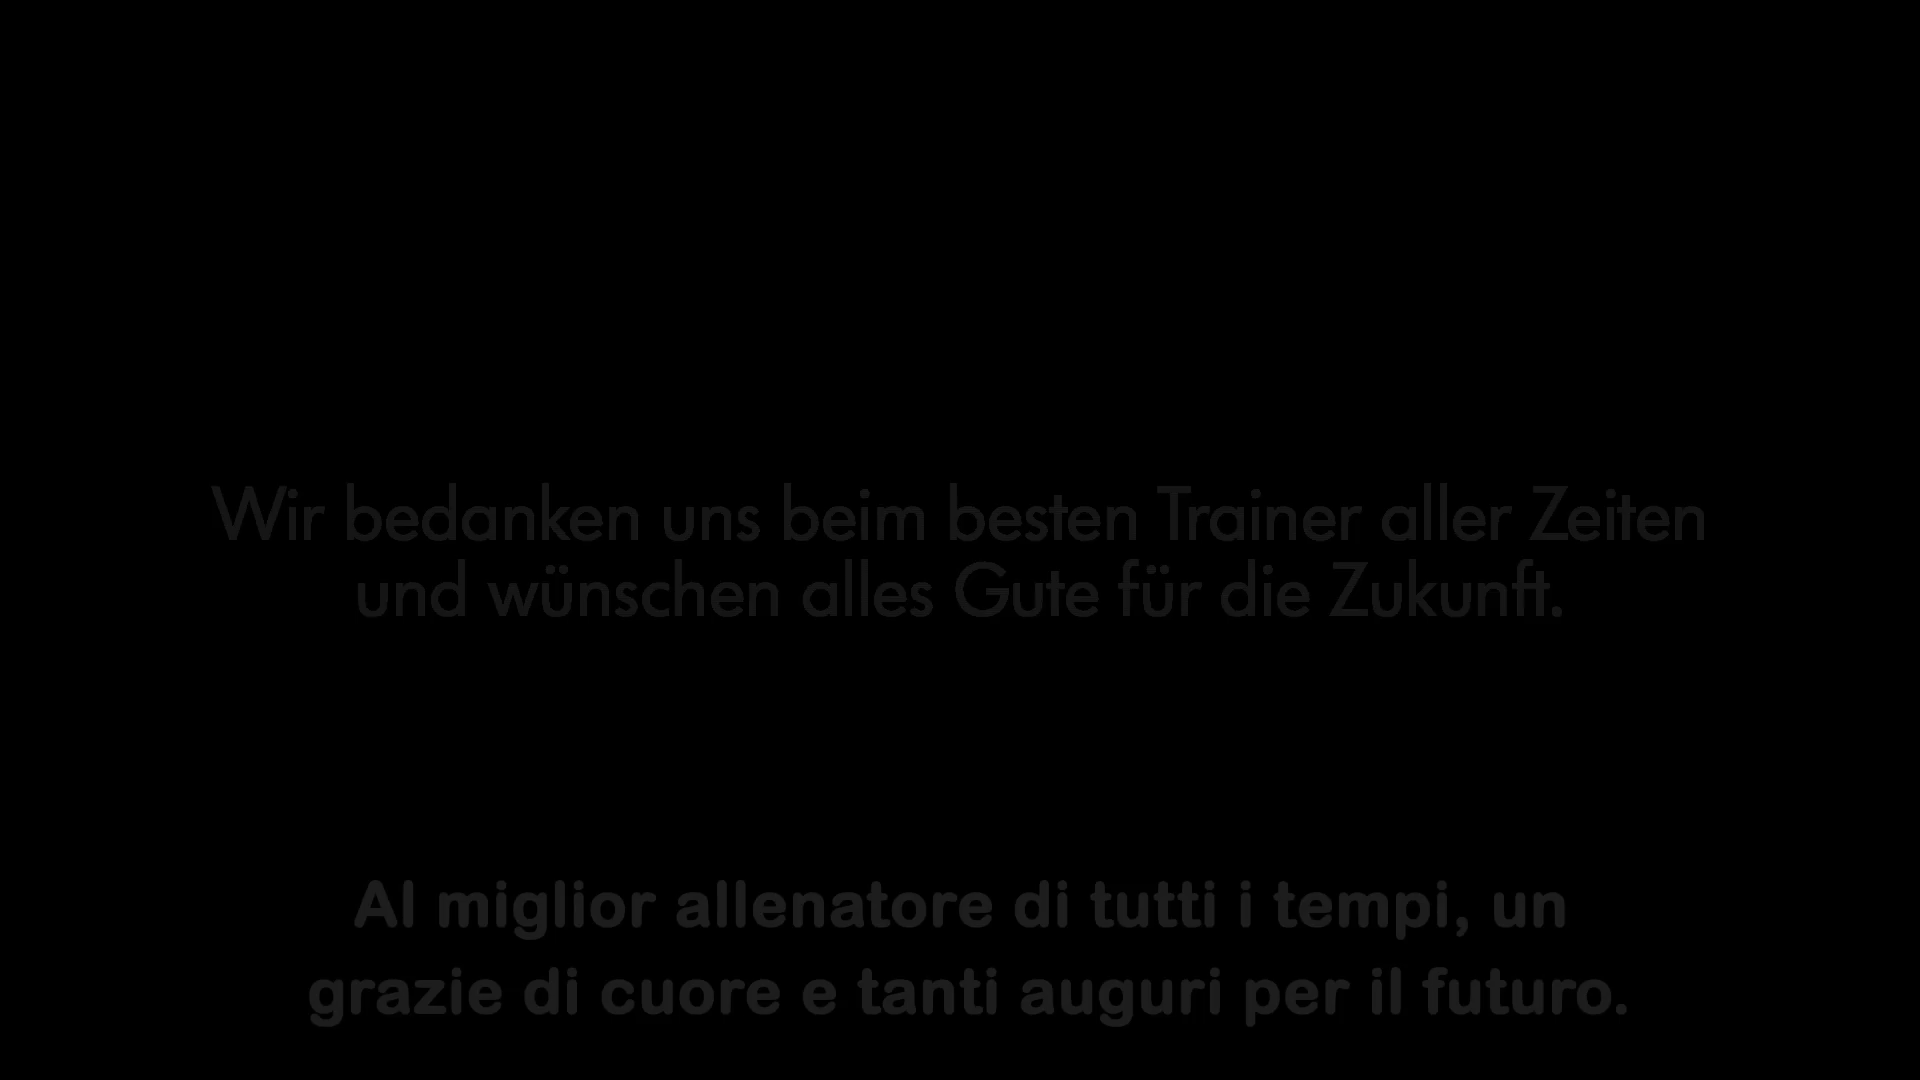 Wir bedanken uns beim besten Trainer aller Zeiten
und wünschen alles Gute für die Zukunft.
Al miglior allenatore di tutti i tempi, un
grazie di cuore e tanti auguri per il futuro.